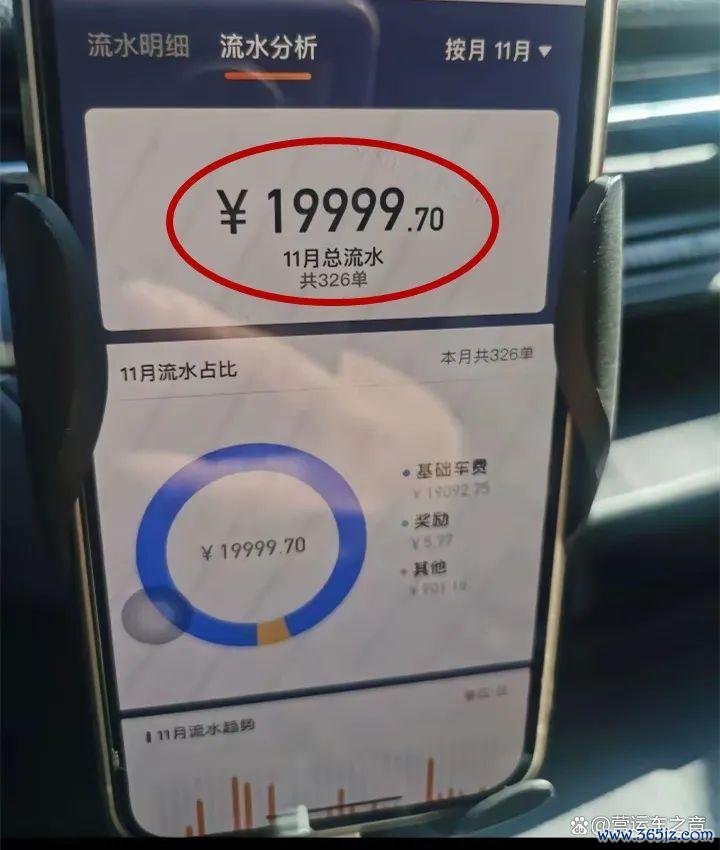 流水明细 流水分析 按月 11月
¥ 19999.70
11月总流水
共326单
11月流水占比 本月共326单
基础车费
¥ 19092.75
¥ 19999.70
奖励
¥ 5.77
其他
¥ 901.18
11月流水趋势
@营运车之音
www.365jz.com